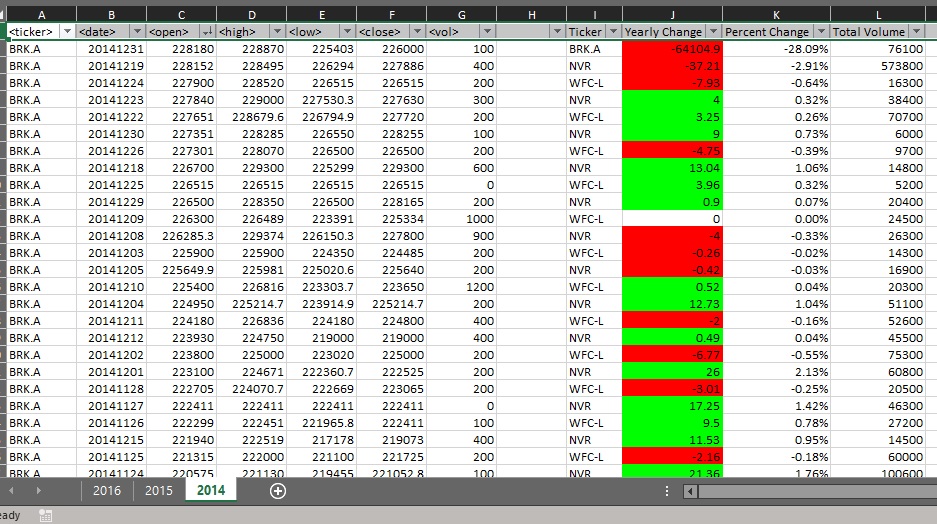 A B C D E F G H I J K L
<ticker> <date> <open> <high> <low> <close> <vol> Ticker Yearly Change Percent Change Total Volume
BRK.A 20141231 228180 228870 225403 226000 100 BRK.A -64104.9 -28.09% 76100
BRK.A 20141219 228152 228495 226294 227886 400 NVR -37.21 -2.91% 573800
BRK.A 20141224 227900 228520 226515 226515 200 WFC-L -7.93 -0.64% 16300
BRK.A 20141223 227840 229000 227530.3 227630 300 NVR 4 0.32% 38400
BRK.A 20141222 227651 228679.6 226794.9 227720 200 WFC-L 3.25 0.26% 70700
BRK.A 20141230 227351 228285 226550 228255 100 NVR 9 0.73% 6000
BRK.A 20141226 227301 228070 226500 226500 200 WFC-L -4.75 -0.39% 9700
BRK.A 20141218 226700 229300 225299 229300 600 NVR 13.04 1.06% 14800
BRK.A 20141225 226515 226515 226515 226515 0 WFC-L 3.96 0.32% 5200
BRK.A 20141229 226500 228350 226500 228165 200 NVR 0.9 0.07% 20400
BRK.A 20141209 226300 226489 223391 225334 1000 WFC-L 0 0.00% 24500
BRK.A 20141208 226285.3 229374 226150.3 227800 900 NVR -4 -0.33% 26300
BRK.A 20141203 225900 225900 224350 224485 200 WFC-L -0.26 -0.02% 14300
BRK.A 20141205 225649.9 225981 225020.6 225640 200 NVR -0.42 -0.03% 16900
BRK.A 20141210 225400 226816 223303.7 223650 1200 WFC-L 0.52 0.04% 20300
BRK.A 20141204 224950 225214.7 223914.9 225214.7 200 NVR 12.73 1.04% 51100
BRK.A 20141211 224180 226836 224180 224800 400 WFC-L -2 -0.16% 52600
BRK.A 20141212 223930 224750 219000 219000 400 NVR 0.49 0.04% 45500
BRK.A 20141202 223800 225000 223020 225000 200 WFC-L -6.77 -0.55% 75300
BRK.A 20141201 223100 224671 222360.7 222525 200 NVR 26 2.13% 60800
BRK.A 20141128 222705 224070.7 222669 223065 200 WFC-L -3.01 -0.25% 20500
BRK.A 20141127 222411 222411 222411 222411 0 NVR 17.25 1.42% 46300
BRK.A 20141126 222299 222451 221965.8 222411 100 WFC-L 9.5 0.78% 27200
BRK.A 20141215 221940 222519 217178 219073 400 NVR 11.53 0.95% 14500
BRK.A 20141125 221315 222000 221100 221725 200 WFC-L -2.16 -0.18% 60000
BRK.A 20141124 220575 221130 219455 221052.8 100 NVR 21.36 1.76% 100600
2016 2015 2014
eady